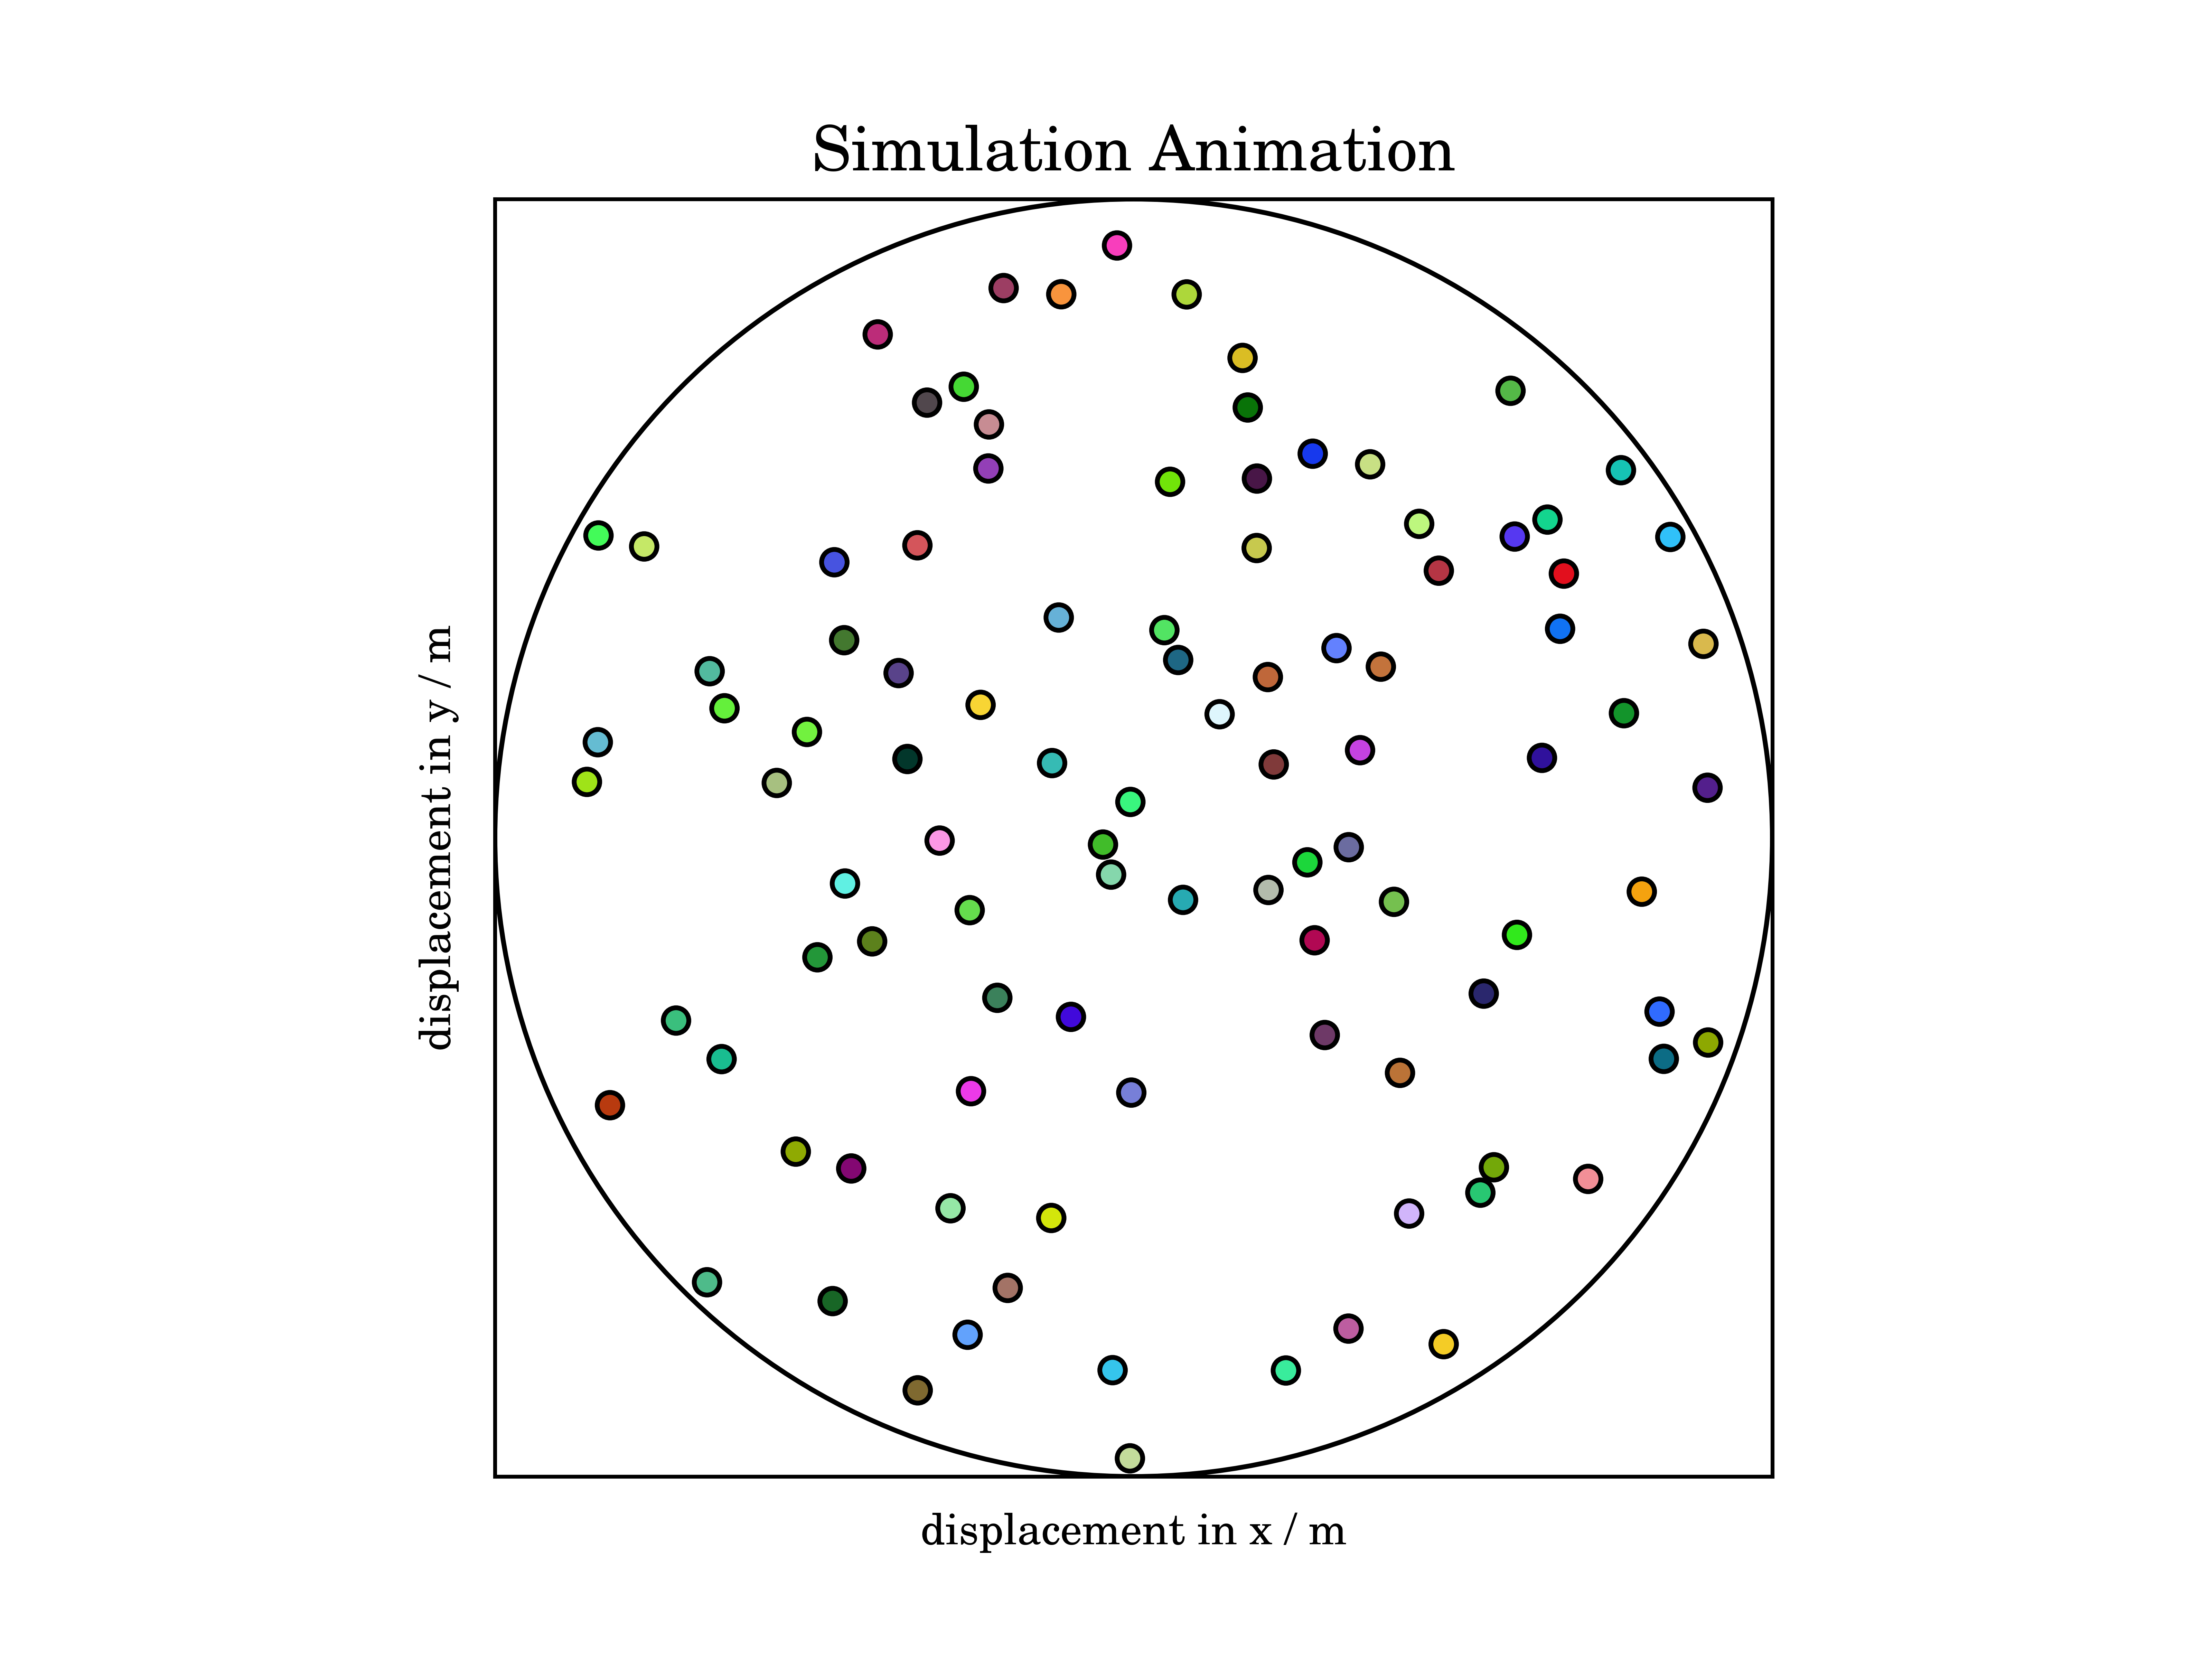 Simulation Animation
displacement in y / m
displacement in x / m